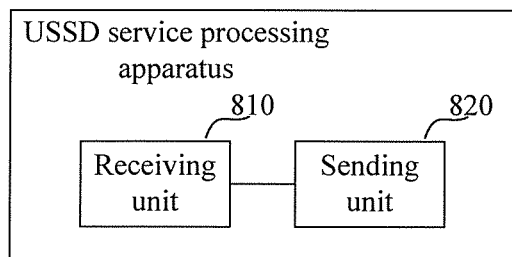 USSD service processing
apparatus
810
820
Receiving
unit
Sending
unit